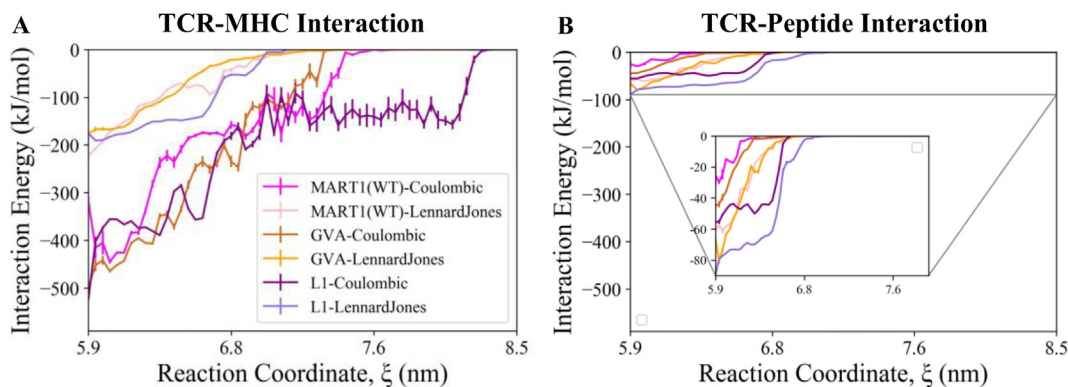 A
TCR-MHC Interaction
Interaction Energy (kJ/mol)
0
−100
−200
−300
−400
−500
MART1(WT)-Coulombic
MART1(WT)-LennardJones
GVA-Coulombic
GVA-LennardJones
L1-Coulombic
L1-LennardJones
5.9
6.8
7.6
8.5
Reaction Coordinate, ξ (nm)
B
TCR-Peptide Interaction
Interaction Energy (kJ/mol)
0
−100
−200
−300
−400
−500
0
−20
−40
−60
−80
5.9
6.8
7.6
5.9
6.8
7.6
8.5
Reaction Coordinate, ξ (nm)